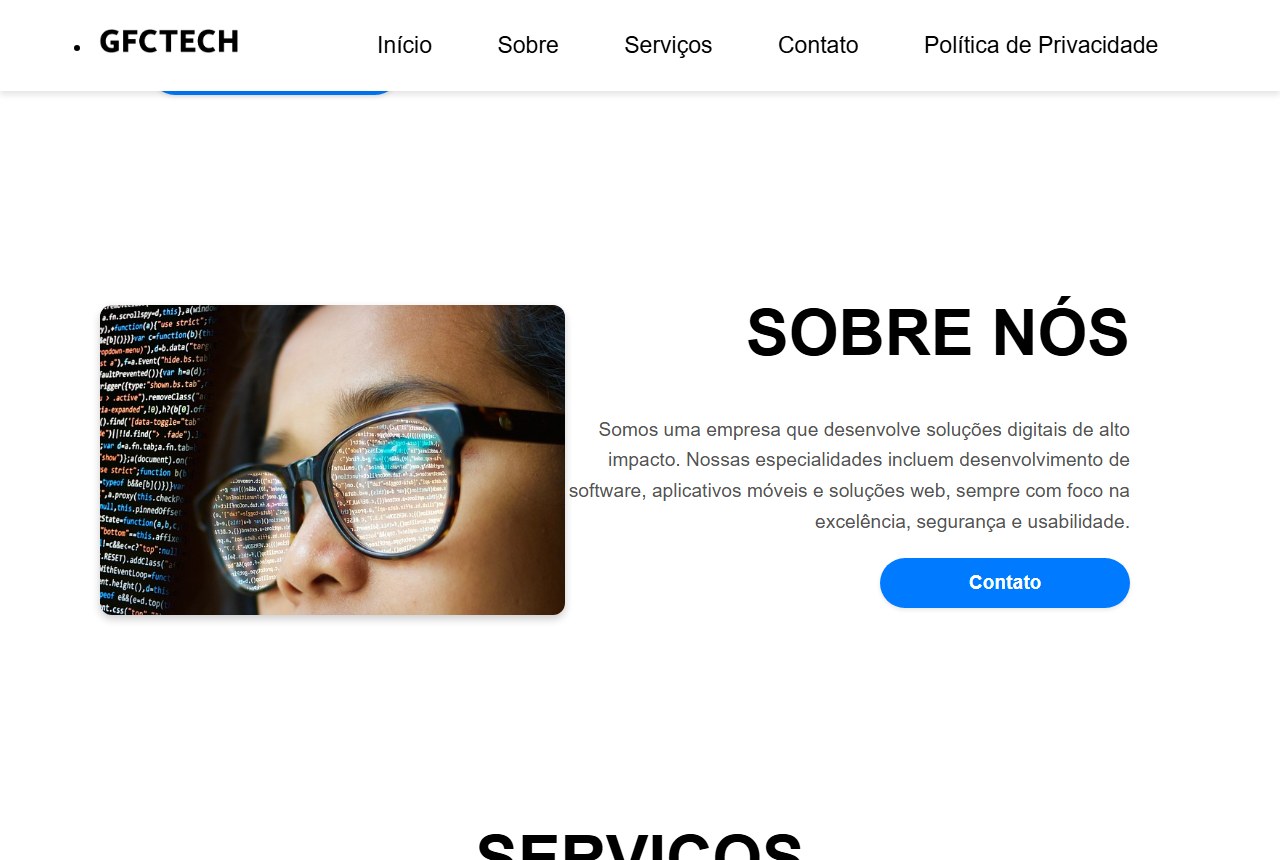 GFCTECH
Início
Sobre
Serviços
Contato
Política de Privacidade
SOBRE NÓS
Somos uma empresa que desenvolve soluções digitais de alto
impacto. Nossas especialidades incluem desenvolvimento de
software, aplicativos móveis e soluções web, sempre com foco na
excelência, segurança e usabilidade.
Contato
SERVIÇOS